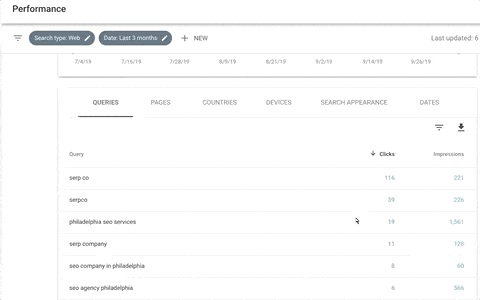 Performance
Search type: Web Date: Last 3 months NEW Last updated: 6
7/4/19 7/16/19 7/28/19 8/9/19 8/21/19 9/2/19 9/14/19 9/26/19
QUERIES PAGES COUNTRIES DEVICES SEARCH APPEARANCE DATES
Query Clicks Impressions
serp co 116 221
serpco 39 226
philadelphia seo services 19 1,561
serp company 11 128
seo company in philadelphia 8 60
seo agency philadelphia 6 566